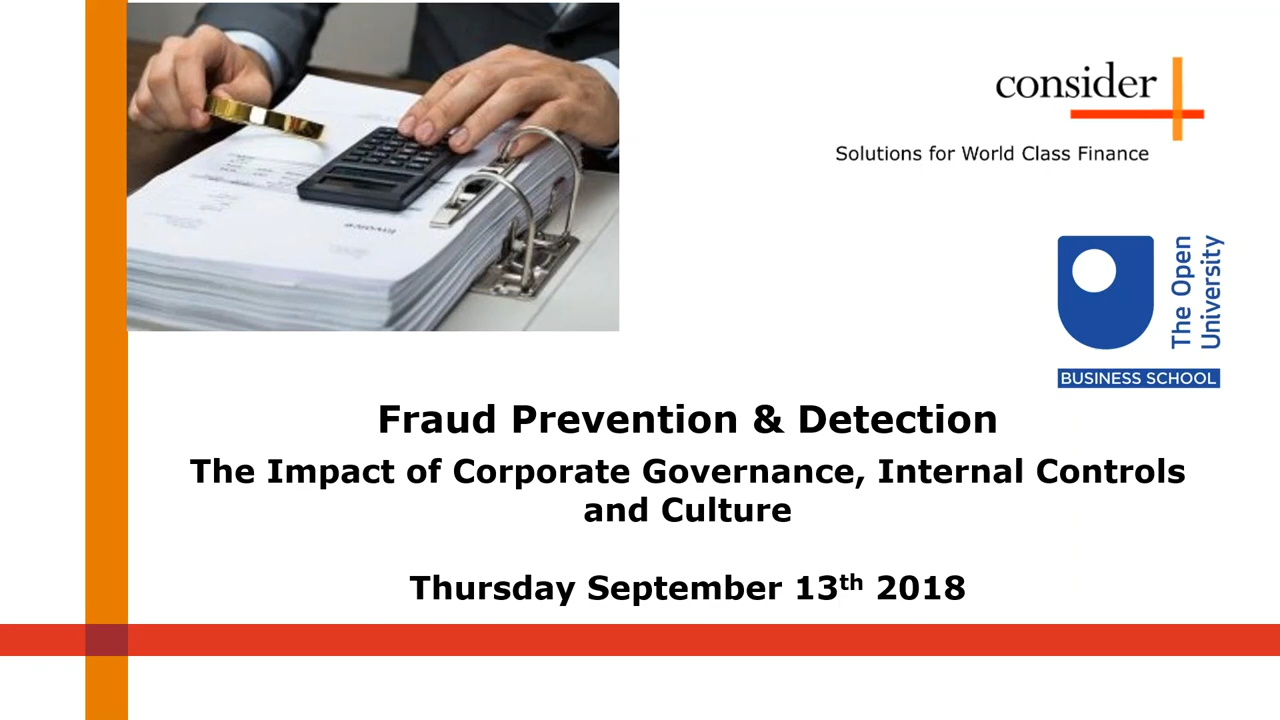 consider
Solutions for World Class Finance
The Open
University
BUSINESS SCHOOL
Invoice
Fraud Prevention & Detection
The Impact of Corporate Governance, Internal Controls
and Culture
Thursday September 13th 2018